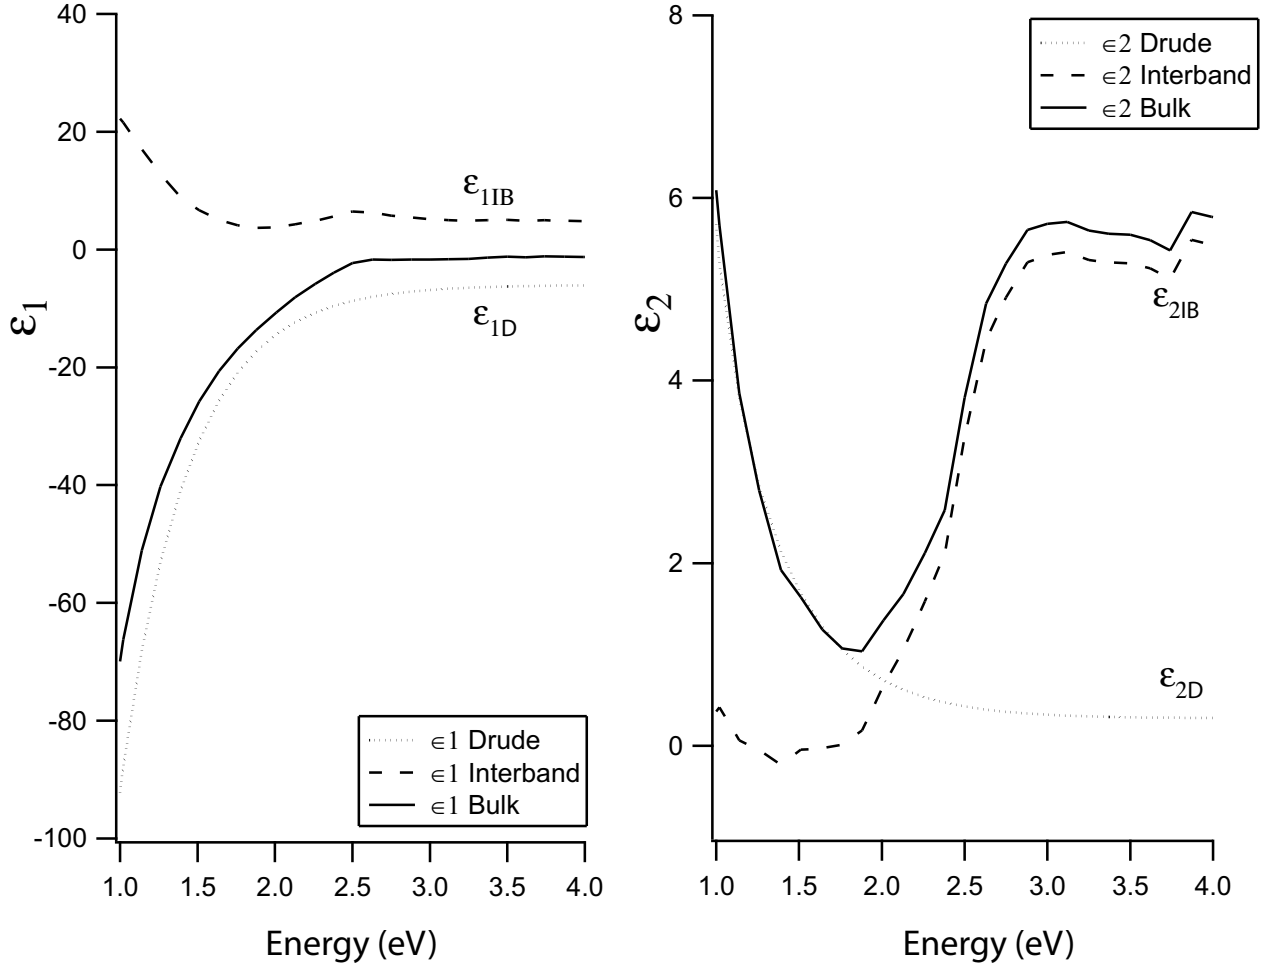 40
20
0
-20
-40
-60
-80
-100
ε1
ε1IB
ε1D
∈1 Drude
∈1 Interband
∈1 Bulk
1.0 1.5 2.0 2.5 3.0 3.5 4.0
Energy (eV)
8
6
4
2
0
ε2
∈2 Drude
∈2 Interband
∈2 Bulk
ε2IB
ε2D
1.0 1.5 2.0 2.5 3.0 3.5 4.0
Energy (eV)